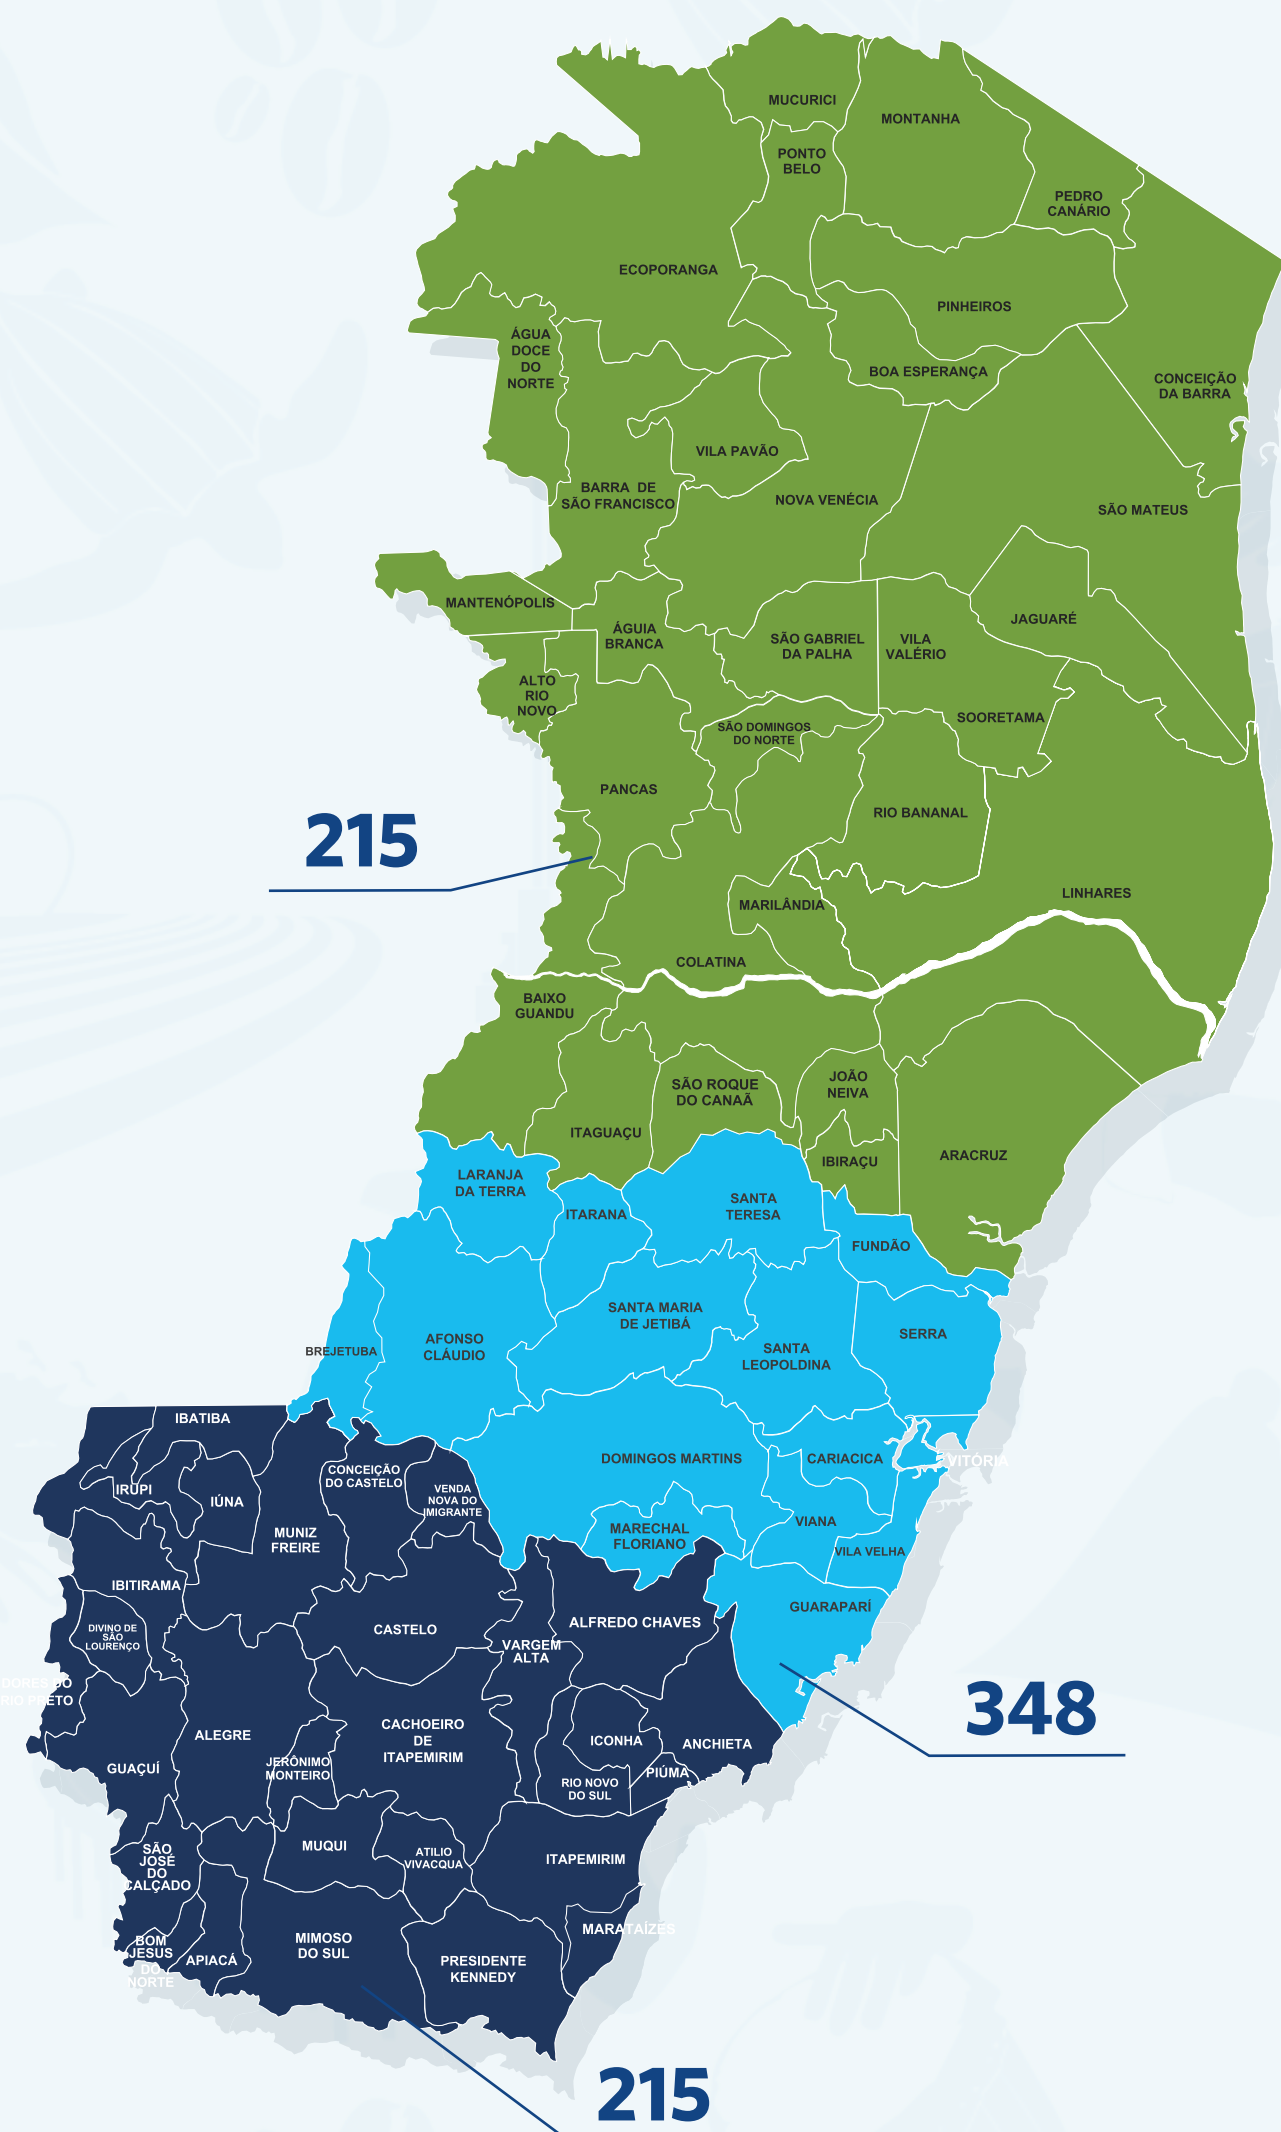 MUCURICI
MONTANHA
PONTO
BELO
PEDRO
CANÁRIO
ECOPORANGA
PINHEIROS
ÁGUA
DOCE
DO
NORTE
BOA ESPERANÇA
CONCEIÇÃO
DA BARRA
VILA PAVÃO
BARRA DE
SÃO FRANCISCO
NOVA VENÉCIA
SÃO MATEUS
MANTENÓPOLIS
ÁGUIA
BRANCA
SÃO GABRIEL
DA PALHA
VILA
VALÉRIO
JAGUARÉ
ALTO
RIO
NOVO
SÃO DOMINGOS
DO NORTE
SOORETAMA
PANCAS
RIO BANANAL
215
MARILÂNDIA
LINHARES
COLATINA
BAIXO
GUANDU
SÃO ROQUE
DO CANAÃ
JOÃO
NEIVA
ITAGUAÇU
IBIRAÇU
ARACRUZ
LARANJA
DA TERRA
ITARANA
SANTA
TERESA
FUNDÃO
SANTA MARIA
DE JETIBÁ
SERRA
BREJETUBA
AFONSO
CLÁUDIO
SANTA
LEOPOLDINA
IBATIBA
DOMINGOS MARTINS
CARIACICA
VITÓRIA
CONCEIÇÃO
DO CASTELO
IRUPI
IÚNA
VENDA
NOVA DO
IMIGRANTE
MUNIZ
FREIRE
MARECHAL
FLORIANO
VIANA
VILA VELHA
IBITIRAMA
GUARAPARÍ
DIVINO DE
SÃO
LOURENÇO
CASTELO
VARGEM
ALTA
ALFREDO CHAVES
DORES DO
RIO PRETO
348
ALEGRE
CACHOEIRO
DE
ITAPEMIRIM
ICONHA
ANCHIETA
GUAÇUÍ
JERÔNIMO
MONTEIRO
RIO NOVO
DO SUL
PIÚMA
MUQUI
ATILIO
VIVACQUA
ITAPEMIRIM
SÃO
JOSÉ
DO
CALÇADO
MARATAÍZES
BOM
JESUS
DO
NORTE
APIACÁ
MIMOSO
DO SUL
PRESIDENTE
KENNEDY
215